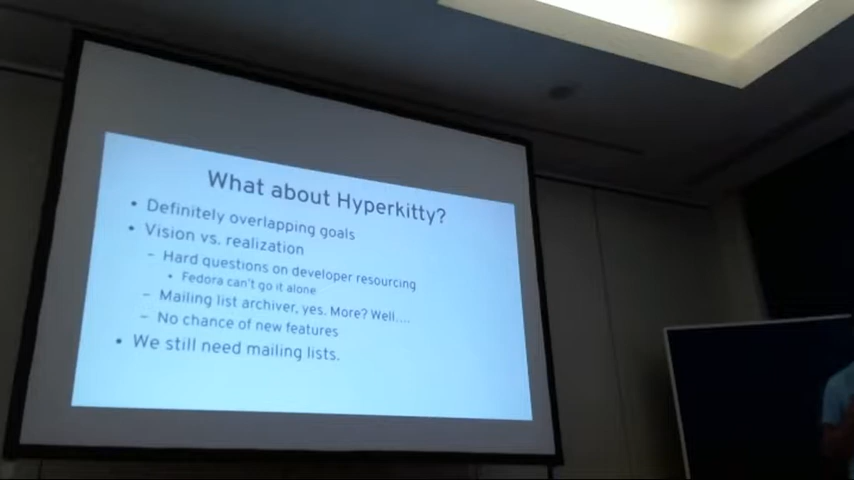 What about Hyperkitty?
• Definitely overlapping goals
• Vision vs. realization
– Hard questions on developer resourcing
• Fedora can't go it alone
– Mailing list archiver, yes. More? Well....
– No chance of new features
• We still need mailing lists.